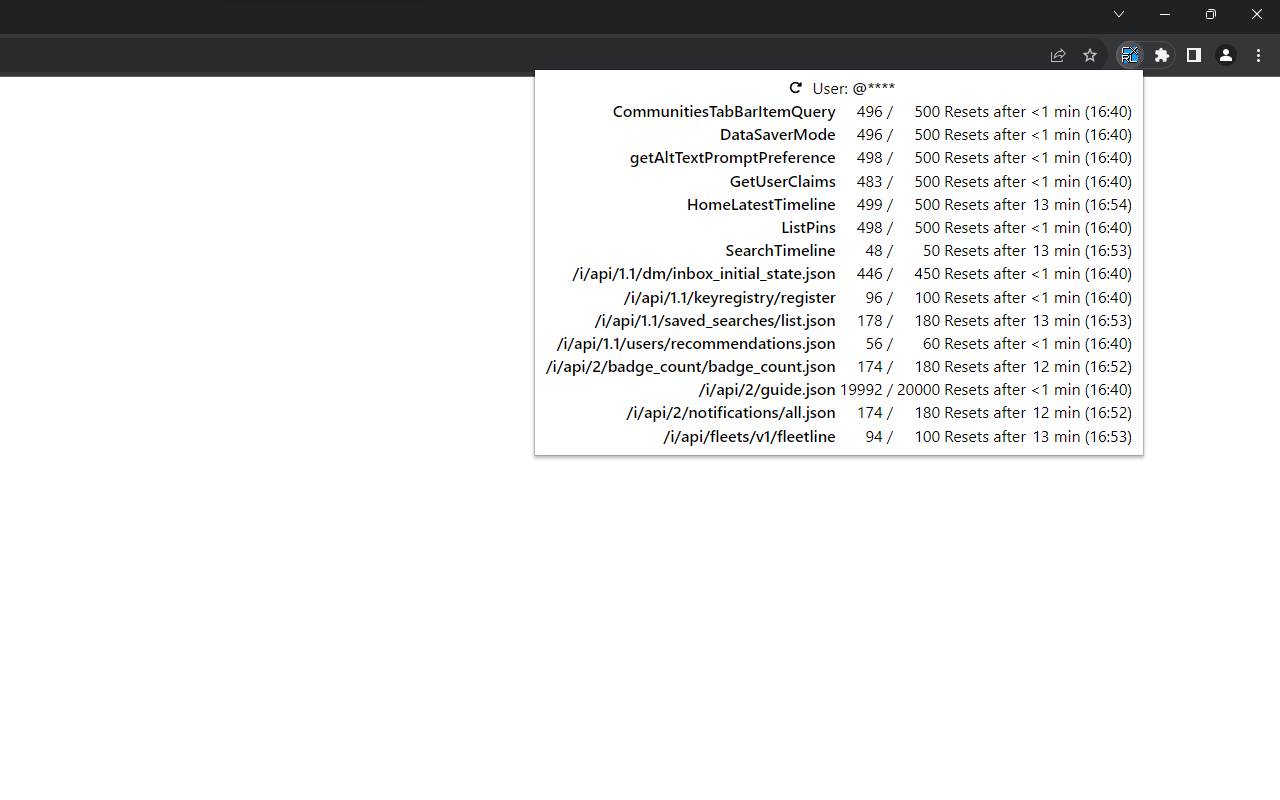 User: @****
CommunitiesTabBarItemQuery 496 / 500 Resets after <1 min (16:40)
DataSaverMode 496 / 500 Resets after <1 min (16:40)
getAltTextPromptPreference 498 / 500 Resets after <1 min (16:40)
GetUserClaims 483 / 500 Resets after <1 min (16:40)
HomeLatestTimeline 499 / 500 Resets after 13 min (16:54)
ListPins 498 / 500 Resets after <1 min (16:40)
SearchTimeline 48 / 50 Resets after 13 min (16:53)
/i/api/1.1/dm/inbox_initial_state.json 446 / 450 Resets after <1 min (16:40)
/i/api/1.1/keyregistry/register 96 / 100 Resets after <1 min (16:40)
/i/api/1.1/saved_searches/list.json 178 / 180 Resets after 13 min (16:53)
/i/api/1.1/users/recommendations.json 56 / 60 Resets after <1 min (16:40)
/i/api/2/badge_count/badge_count.json 174 / 180 Resets after 12 min (16:52)
/i/api/2/guide.json 19992 / 20000 Resets after <1 min (16:40)
/i/api/2/notifications/all.json 174 / 180 Resets after 12 min (16:52)
/i/api/fleets/v1/fleetline 94 / 100 Resets after 13 min (16:53)